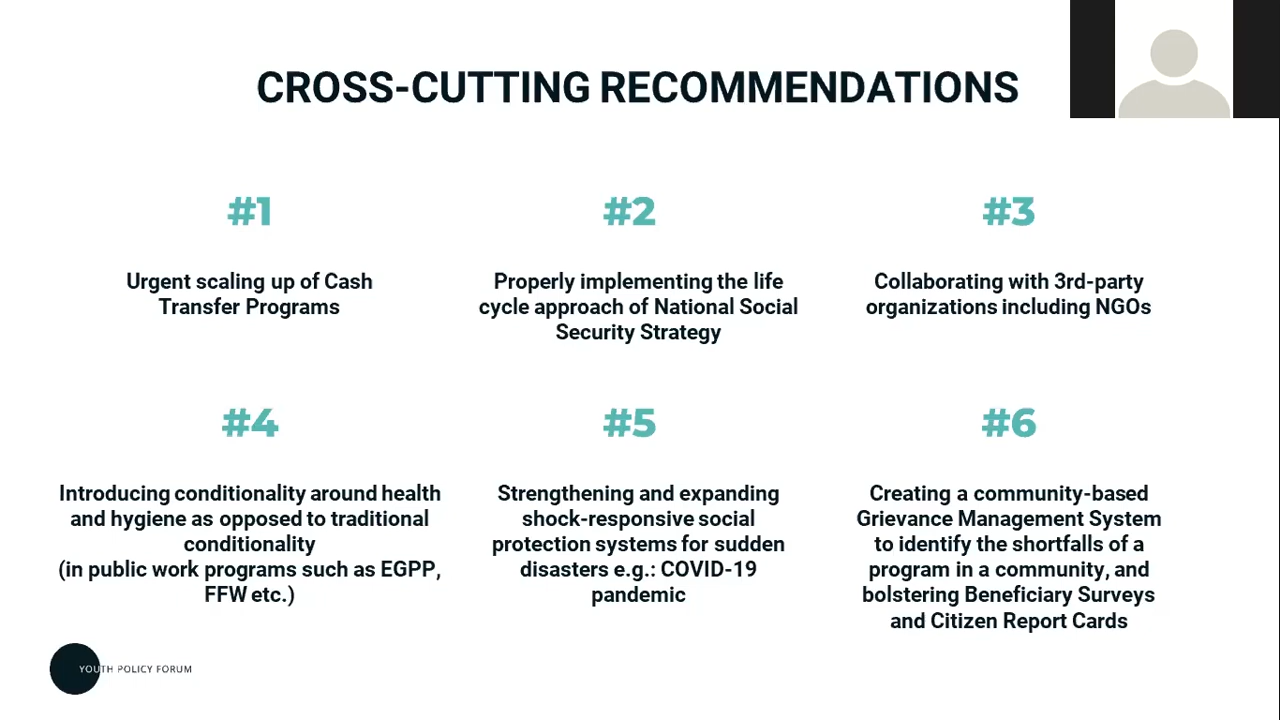 CROSS-CUTTING RECOMMENDATIONS
#1
Urgent scaling up of Cash
Transfer Programs
#2
Properly implementing the life
cycle approach of National Social
Security Strategy
#3
Collaborating with 3rd-party
organizations including NGOs
#4
Introducing conditionality around health
and hygiene as opposed to traditional
conditionality
(in public work programs such as EGPP,
FFW etc.)
#5
Strengthening and expanding
shock-responsive social
protection systems for sudden
disasters e.g.: COVID-19
pandemic
#6
Creating a community-based
Grievance Management System
to identify the shortfalls of a
program in a community, and
bolstering Beneficiary Surveys
and Citizen Report Cards
YOUTH POLICY FORUM